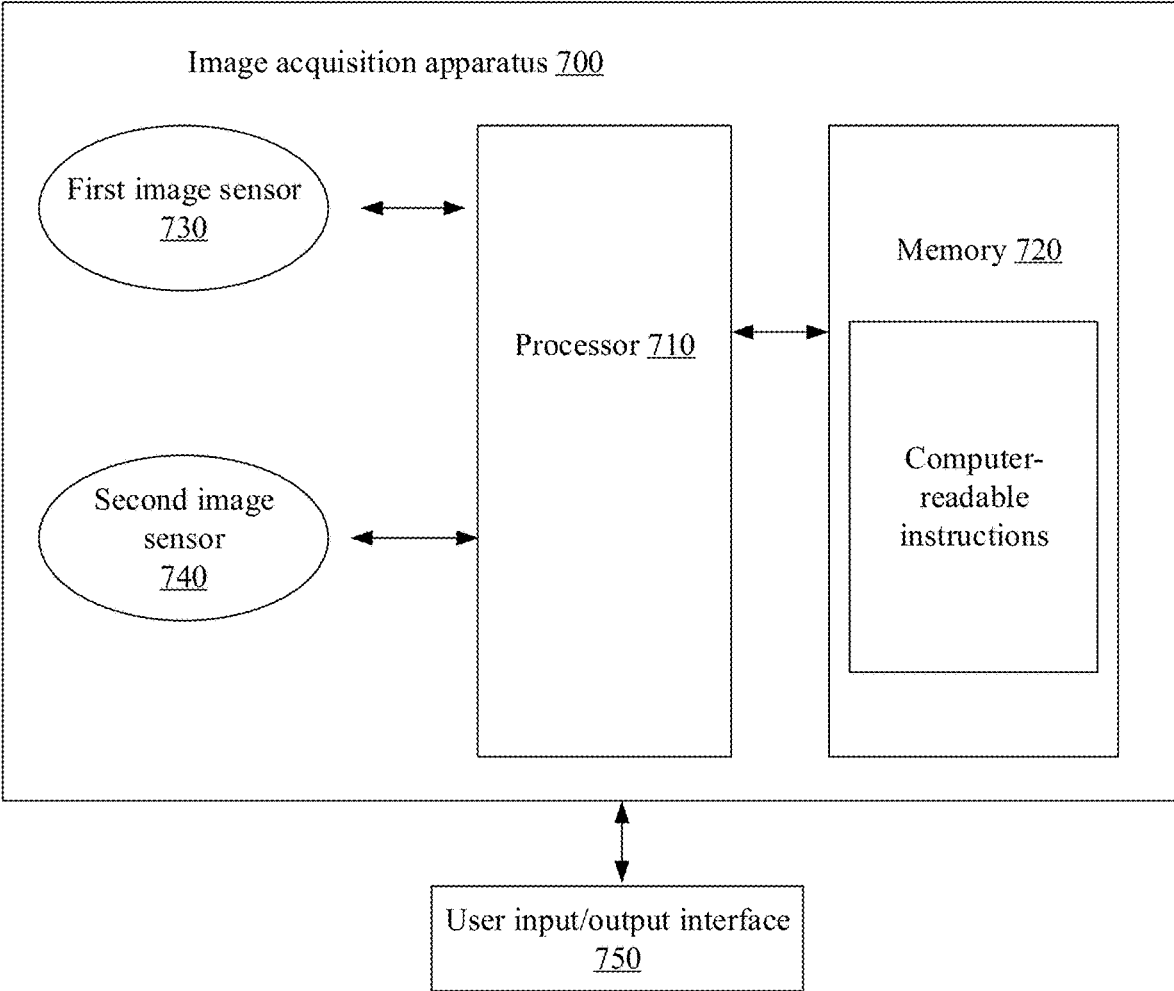 Image acquisition apparatus 700
First image sensor
730
Processor 710
Memory 720
Computer-
readable
instructions
Second image
sensor
740
User input/output interface
750